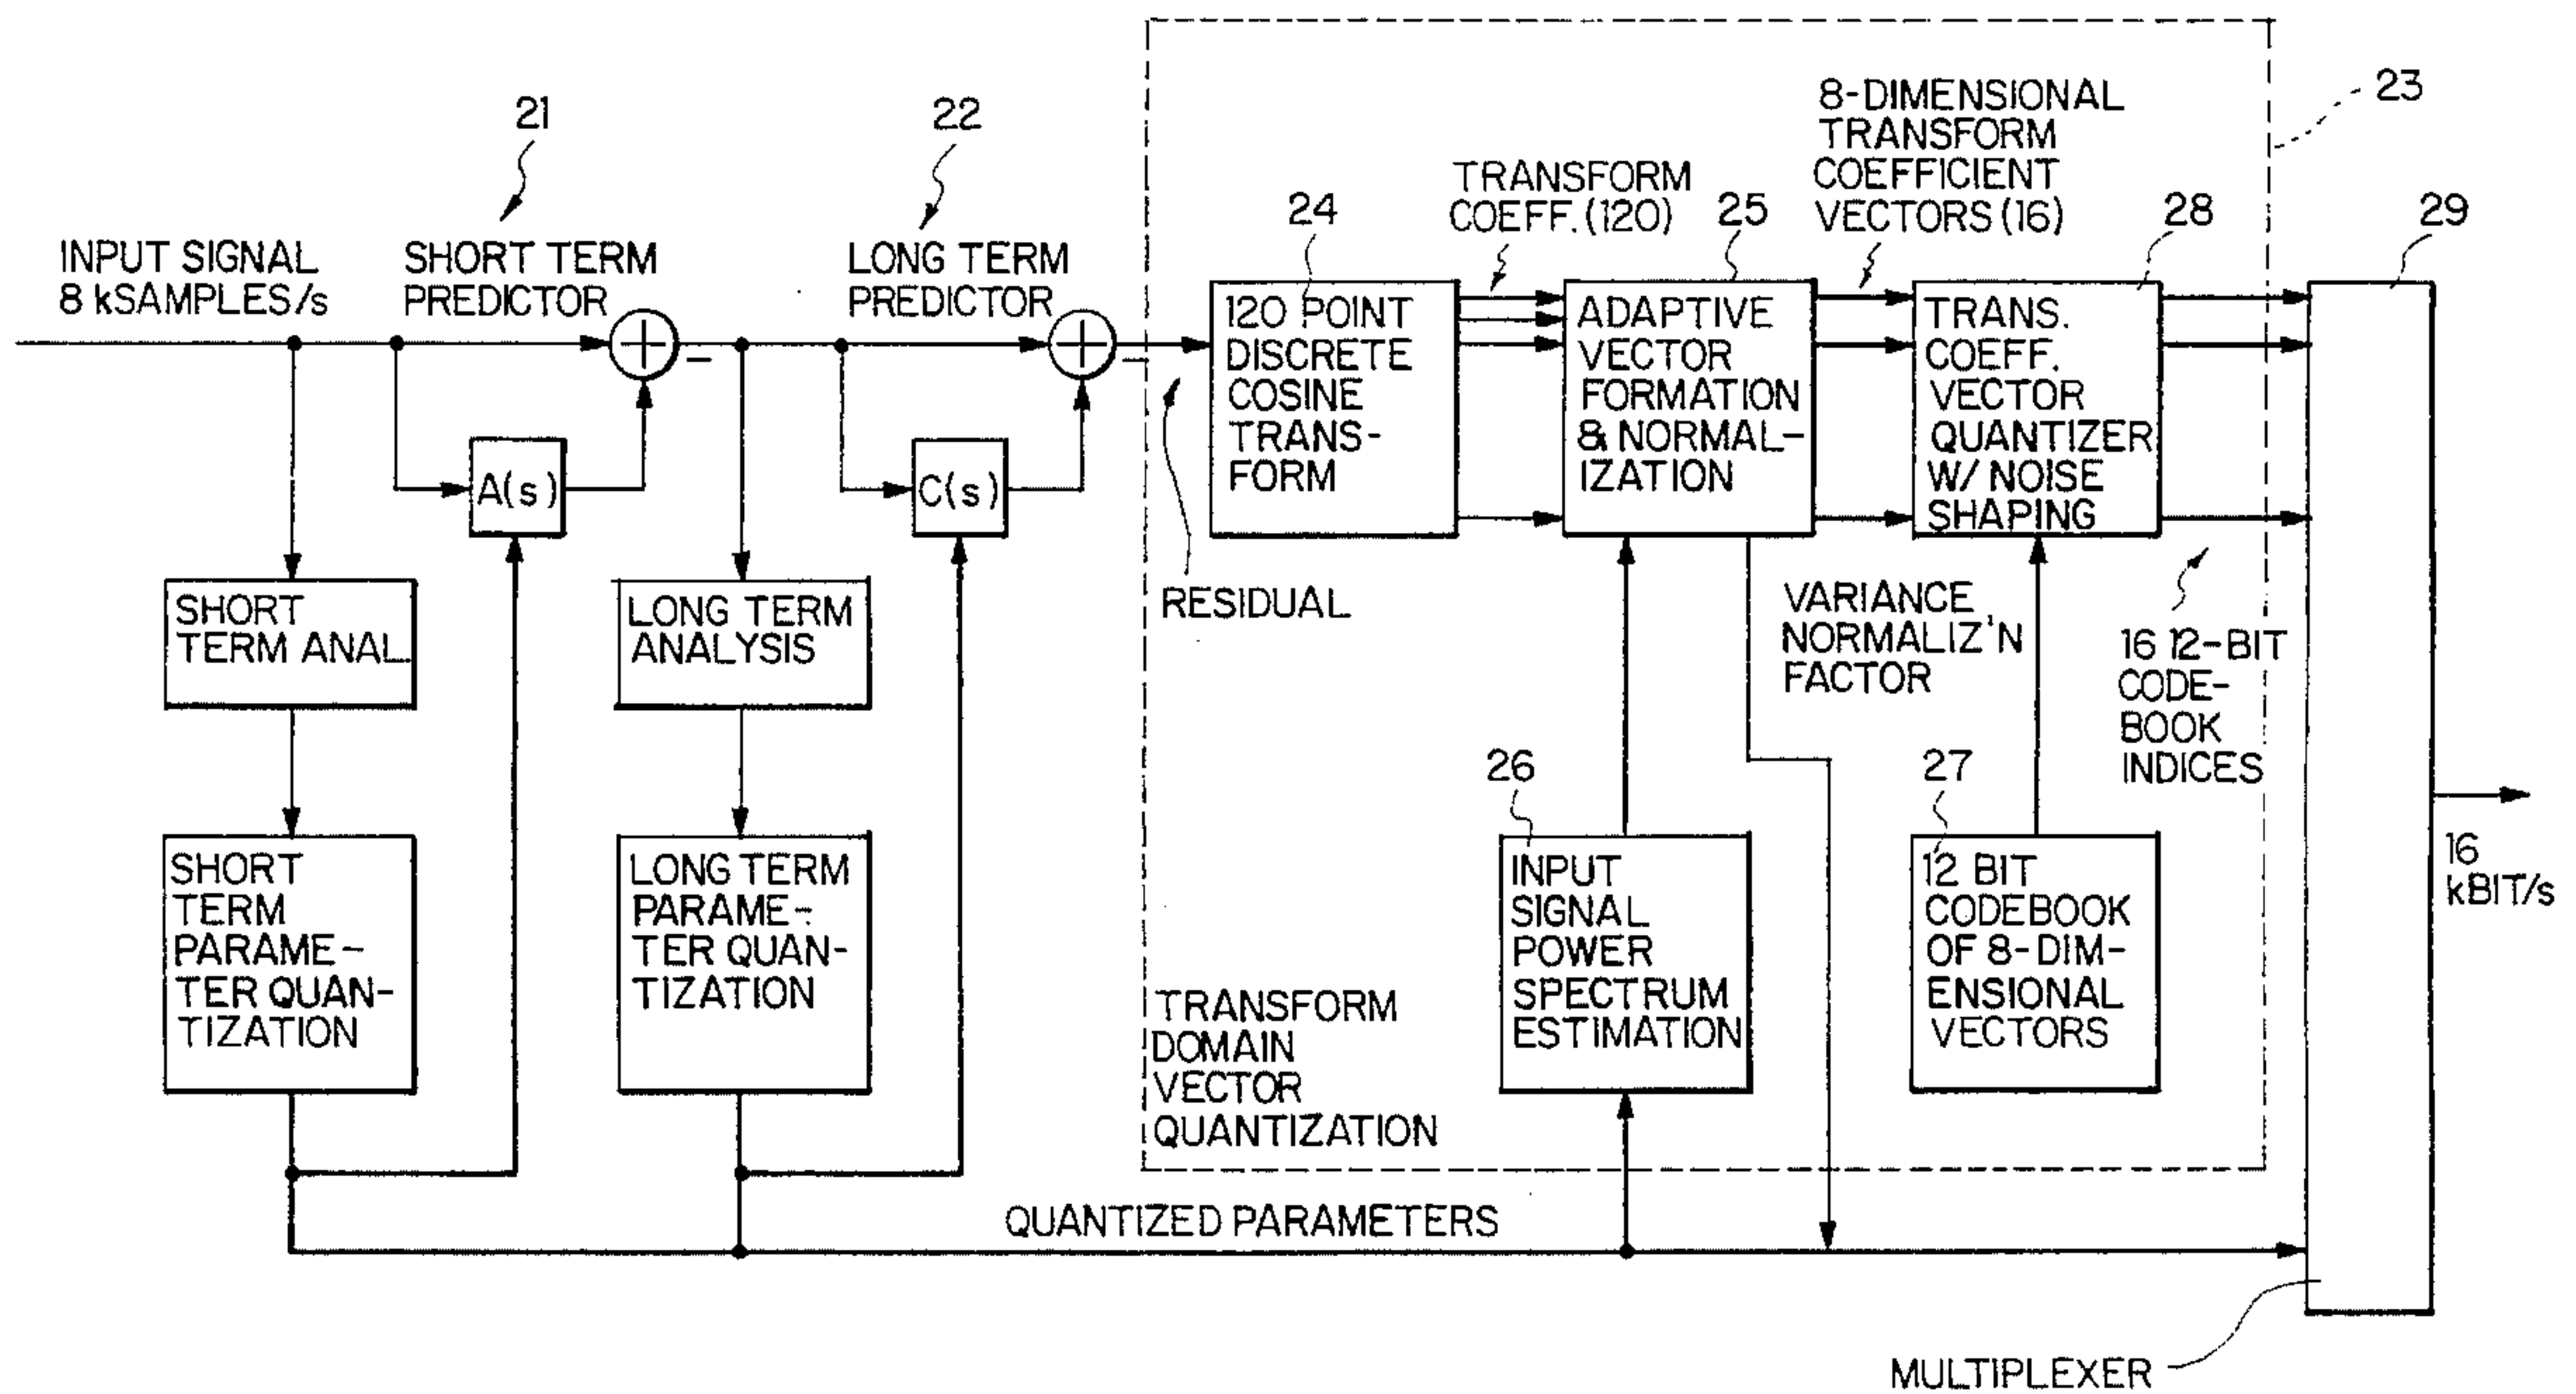 21
22
23
24
25
28
29
INPUT SIGNAL
8 kSAMPLES/s
SHORT TERM
PREDICTOR
LONG TERM
PREDICTOR
TRANSFORM
COEFF. (120)
8-DIMENSIONAL
TRANSFORM
COEFFICIENT
VECTORS (16)
+
−
+
−
A(s)
C(s)
120 POINT
DISCRETE
COSINE
TRANS-
FORM
ADAPTIVE
VECTOR
FORMATION
& NORMAL-
IZATION
TRANS.
COEFF.
VECTOR
QUANTIZER
W/ NOISE
SHAPING
RESIDUAL
SHORT
TERM ANAL.
LONG TERM
ANALYSIS
VARIANCE
NORMALIZ'N
FACTOR
16 12-BIT
CODE-
BOOK
INDICES
SHORT
TERM
PARAME-
TER QUAN-
TIZATION
LONG TERM
PARAME-
TER QUAN-
TIZATION
26
INPUT
SIGNAL
POWER
SPECTRUM
ESTIMATION
27
12 BIT
CODEBOOK
OF 8-DIM-
ENSIONAL
VECTORS
16
kBIT/s
TRANSFORM
DOMAIN
VECTOR
QUANTIZATION
QUANTIZED PARAMETERS
MULTIPLEXER